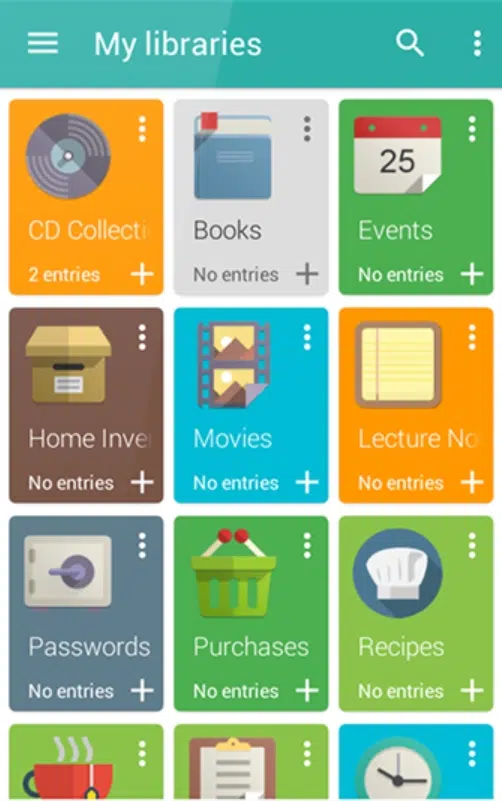 My libraries
CD Collecti
2 entries
Books
No entries
25
Events
No entries
Home Inve
No entries
Movies
No entries
Lecture No
No entries
Passwords
No entries
Purchases
No entries
Recipes
No entries